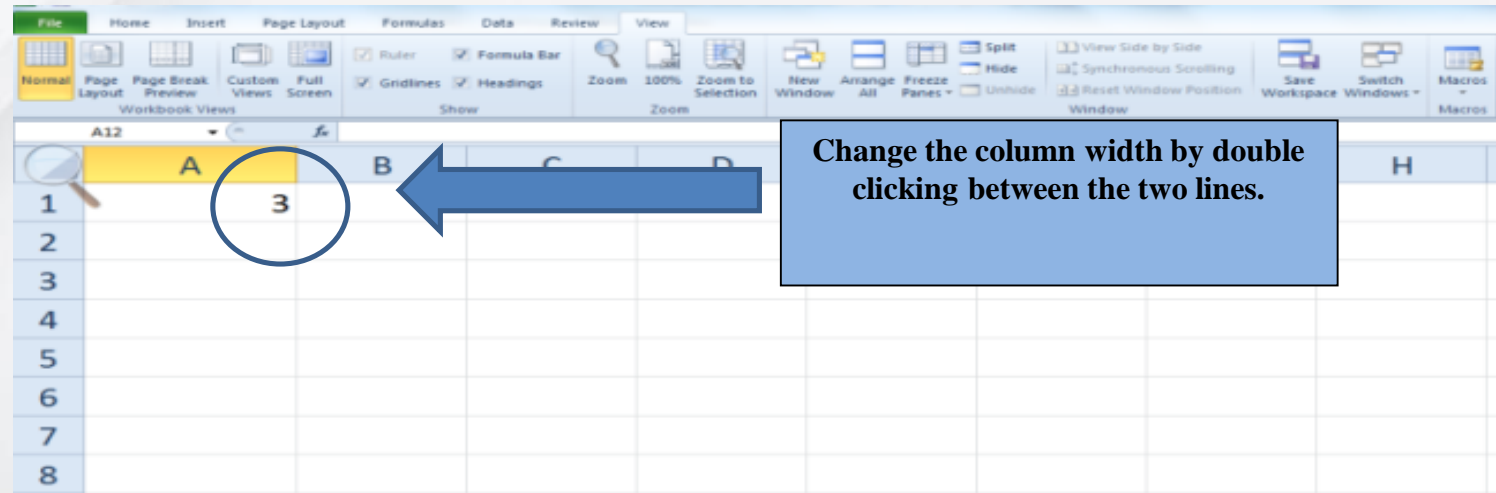 File Home Insert Page Layout Formulas Data Review View
Normal Page Layout Page Break Preview Custom Views Full Screen
Workbook Views
Ruler Formula Bar
Gridlines Headings
Show
Zoom 100% Zoom to Selection
Zoom
New Window Arrange All Freeze Panes
Split
Hide
Unhide
View Side by Side
Synchronous Scrolling
Reset Window Position
Save Workspace Switch Windows
Window
Macros
Macros
A12 fx
A B C D H
Change the column width by double
clicking between the two lines.
1 3
2
3
4
5
6
7
8